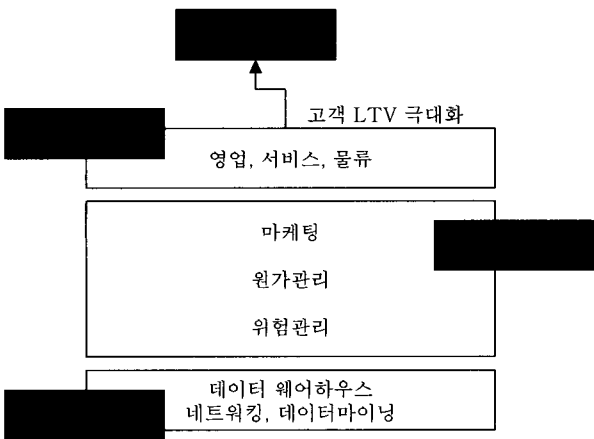 고객 LTV 극대화
영업, 서비스, 물류
마케팅
원가관리
위험관리
데이터 웨어하우스
네트워킹, 데이터마이닝